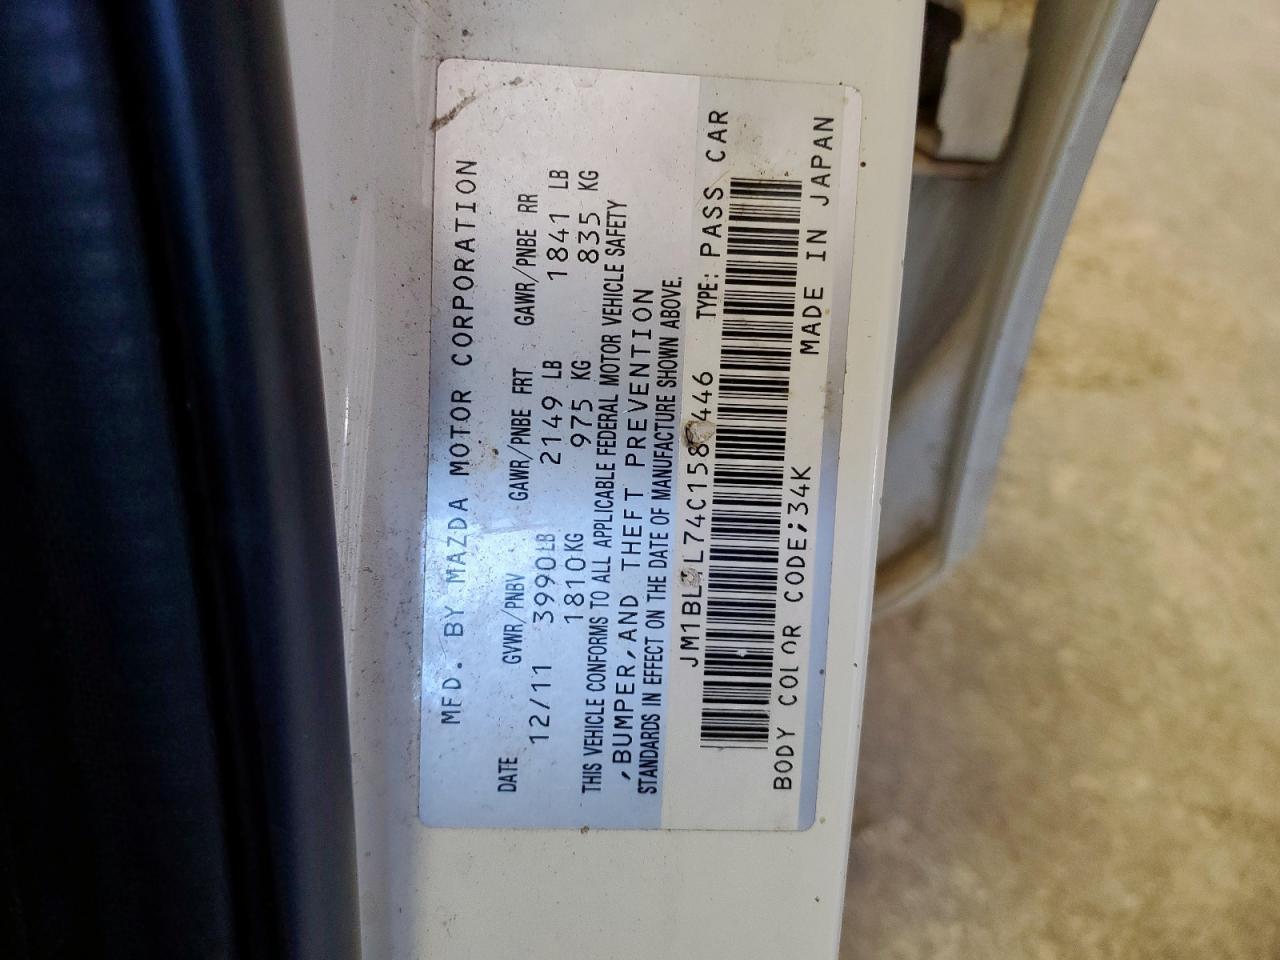 MFD. BY MAZDA MOTOR CORPORATION
DATE GVWR/PNBV GAWR/PNBE FRT GAWR/PNBE RR
12/11 3990LB 2149 LB 1841 LB
1810KG 975 KG 835 KG
THIS VEHICLE CONFORMS TO ALL APPLICABLE FEDERAL MOTOR VEHICLE SAFETY
,BUMPER,AND THEFT PREVENTION
STANDARDS IN EFFECT ON THE DATE OF MANUFACTURE SHOWN ABOVE.
TYPE: PASS CAR
BODY COLOR CODE;34K MADE IN JAPAN